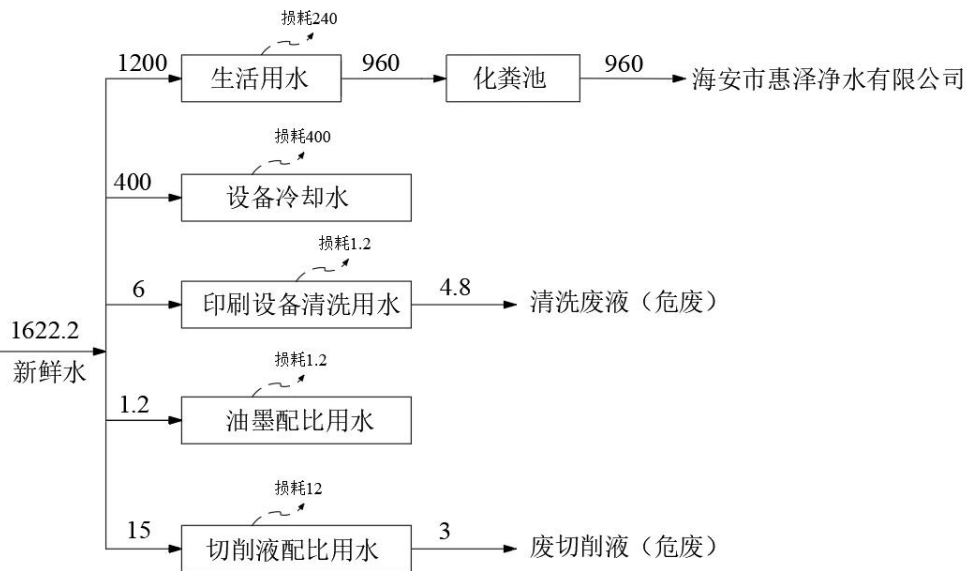 损耗240
1200
生活用水
960
化粪池
960
海安市惠泽净水有限公司
损耗400
400
设备冷却水
损耗1.2
6
印刷设备清洗用水
4.8
清洗废液（危废）
1622.2
新鲜水
损耗1.2
1.2
油墨配比用水
损耗12
15
切削液配比用水
3
废切削液（危废）